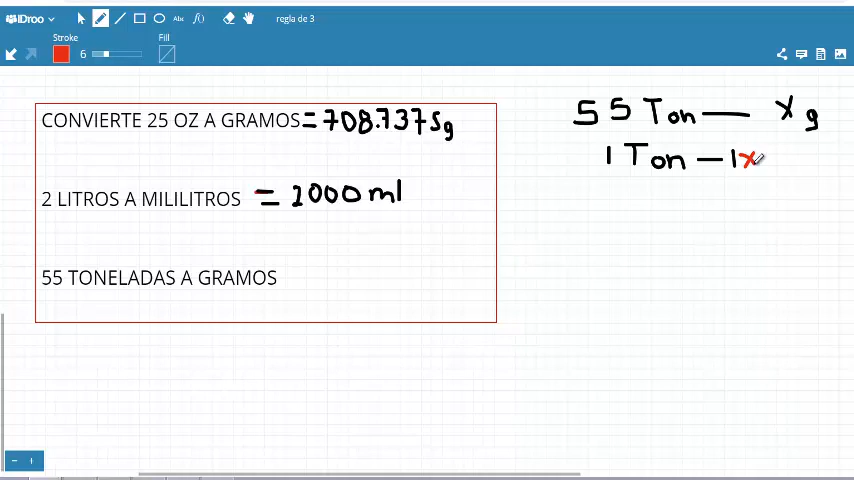 IDroo
Abc
f()
regla de 3
Stroke
Fill
6
CONVIERTE 25 OZ A GRAMOS = 708.7375g
2 LITROS A MILILITROS = 2000 ml
55 TONELADAS A GRAMOS
55 Ton — X g
1 Ton — 1x